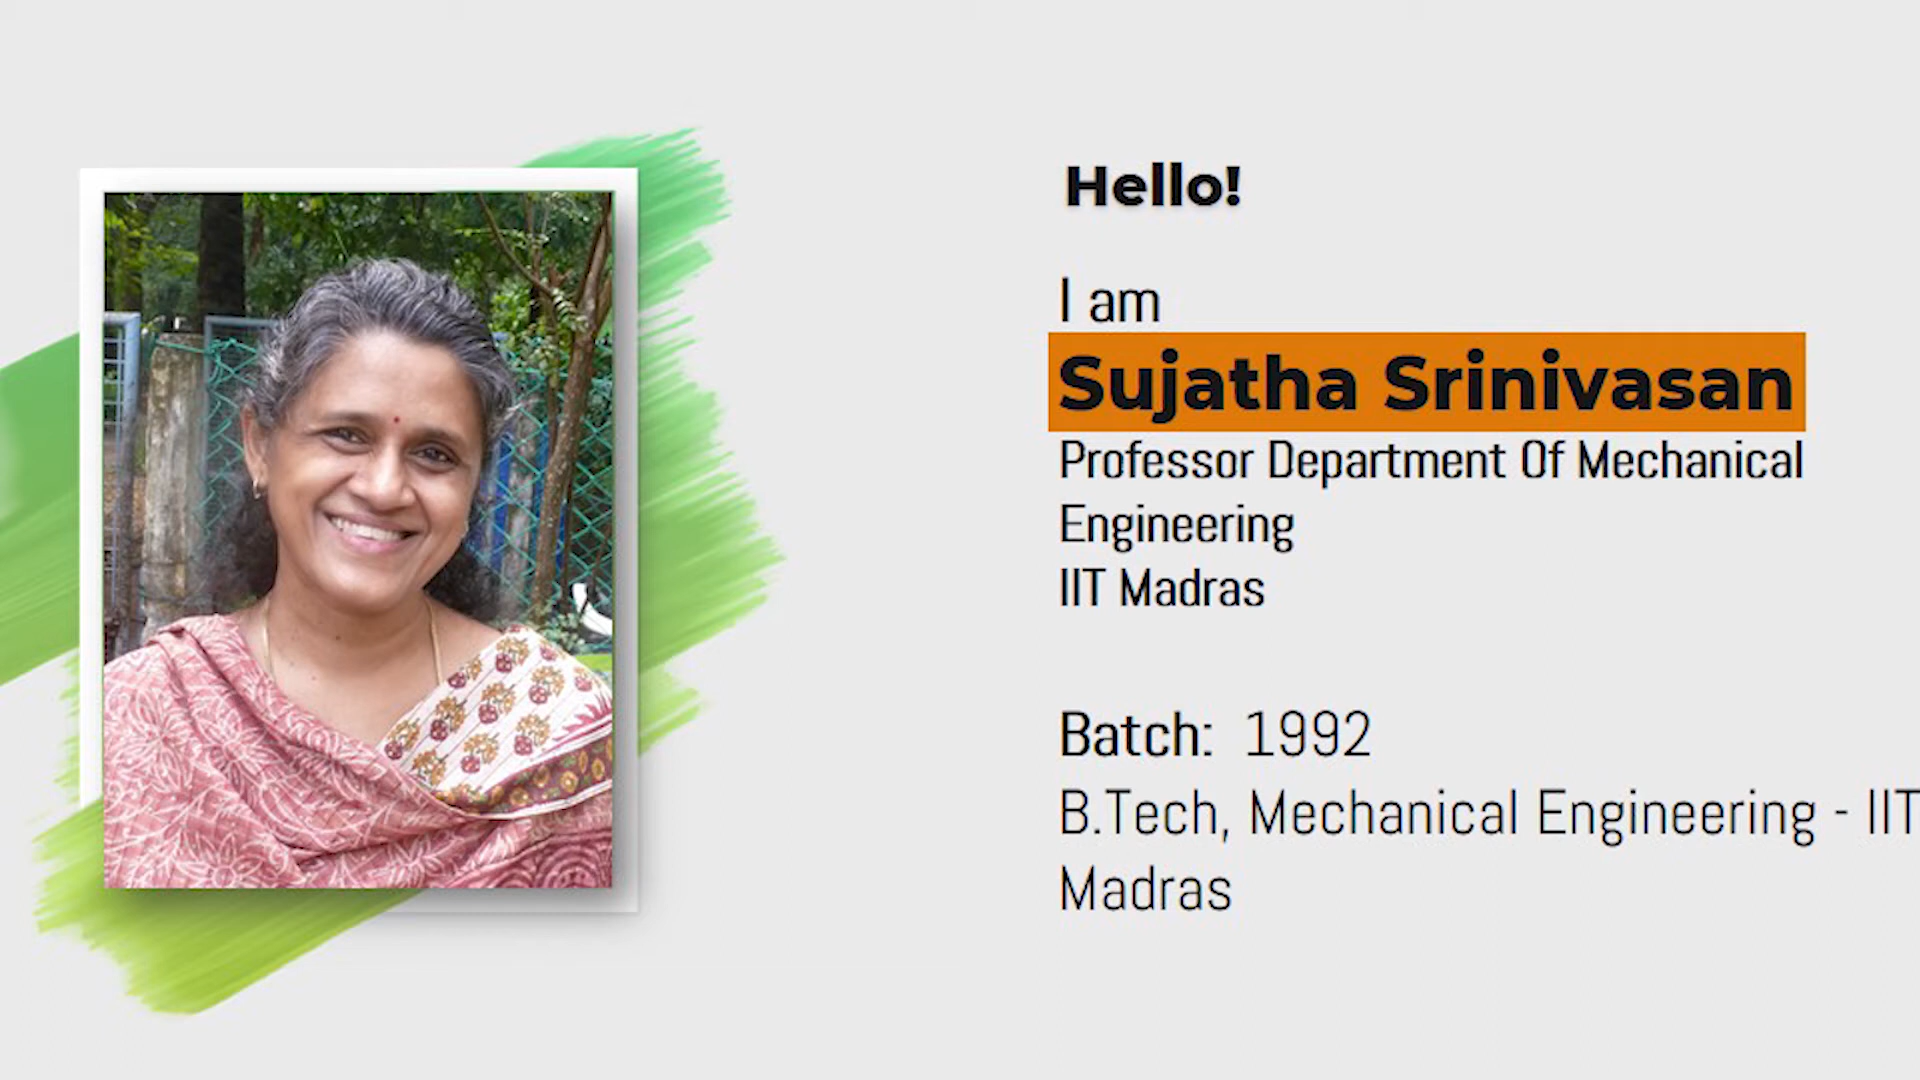 Hello!
I am
Sujatha Srinivasan
Professor Department Of Mechanical
Engineering
IIT Madras
Batch: 1992
B.Tech, Mechanical Engineering - IIT
Madras